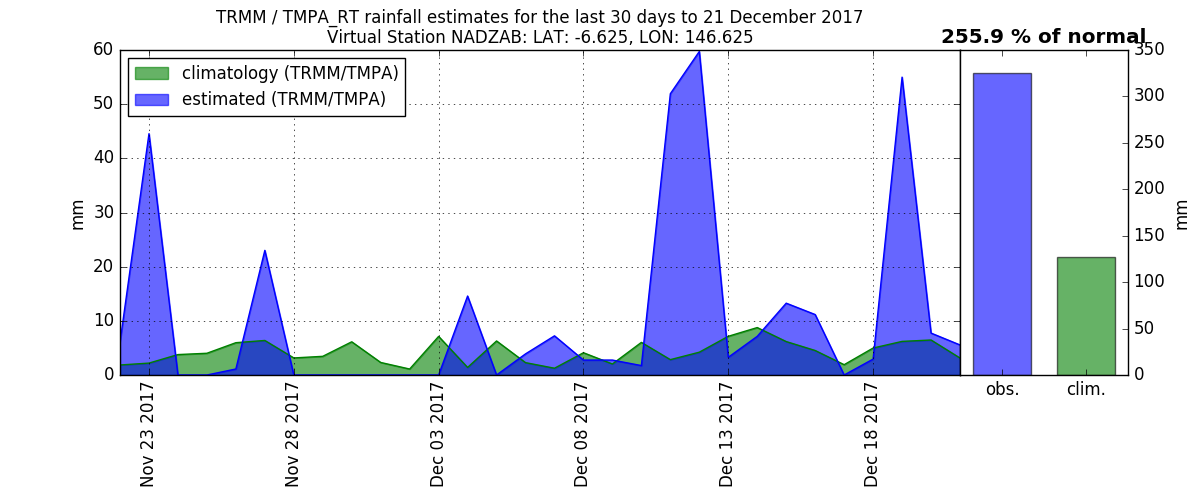 TRMM / TMPA_RT rainfall estimates for the last 30 days to 21 December 2017
Virtual Station NADZAB: LAT: -6.625, LON: 146.625
255.9 % of normal
climatology (TRMM/TMPA)
estimated (TRMM/TMPA)
60
50
40
30
20
10
0
mm
350
300
250
200
150
100
50
0
mm
Nov 23 2017
Nov 28 2017
Dec 03 2017
Dec 08 2017
Dec 13 2017
Dec 18 2017
obs.
clim.